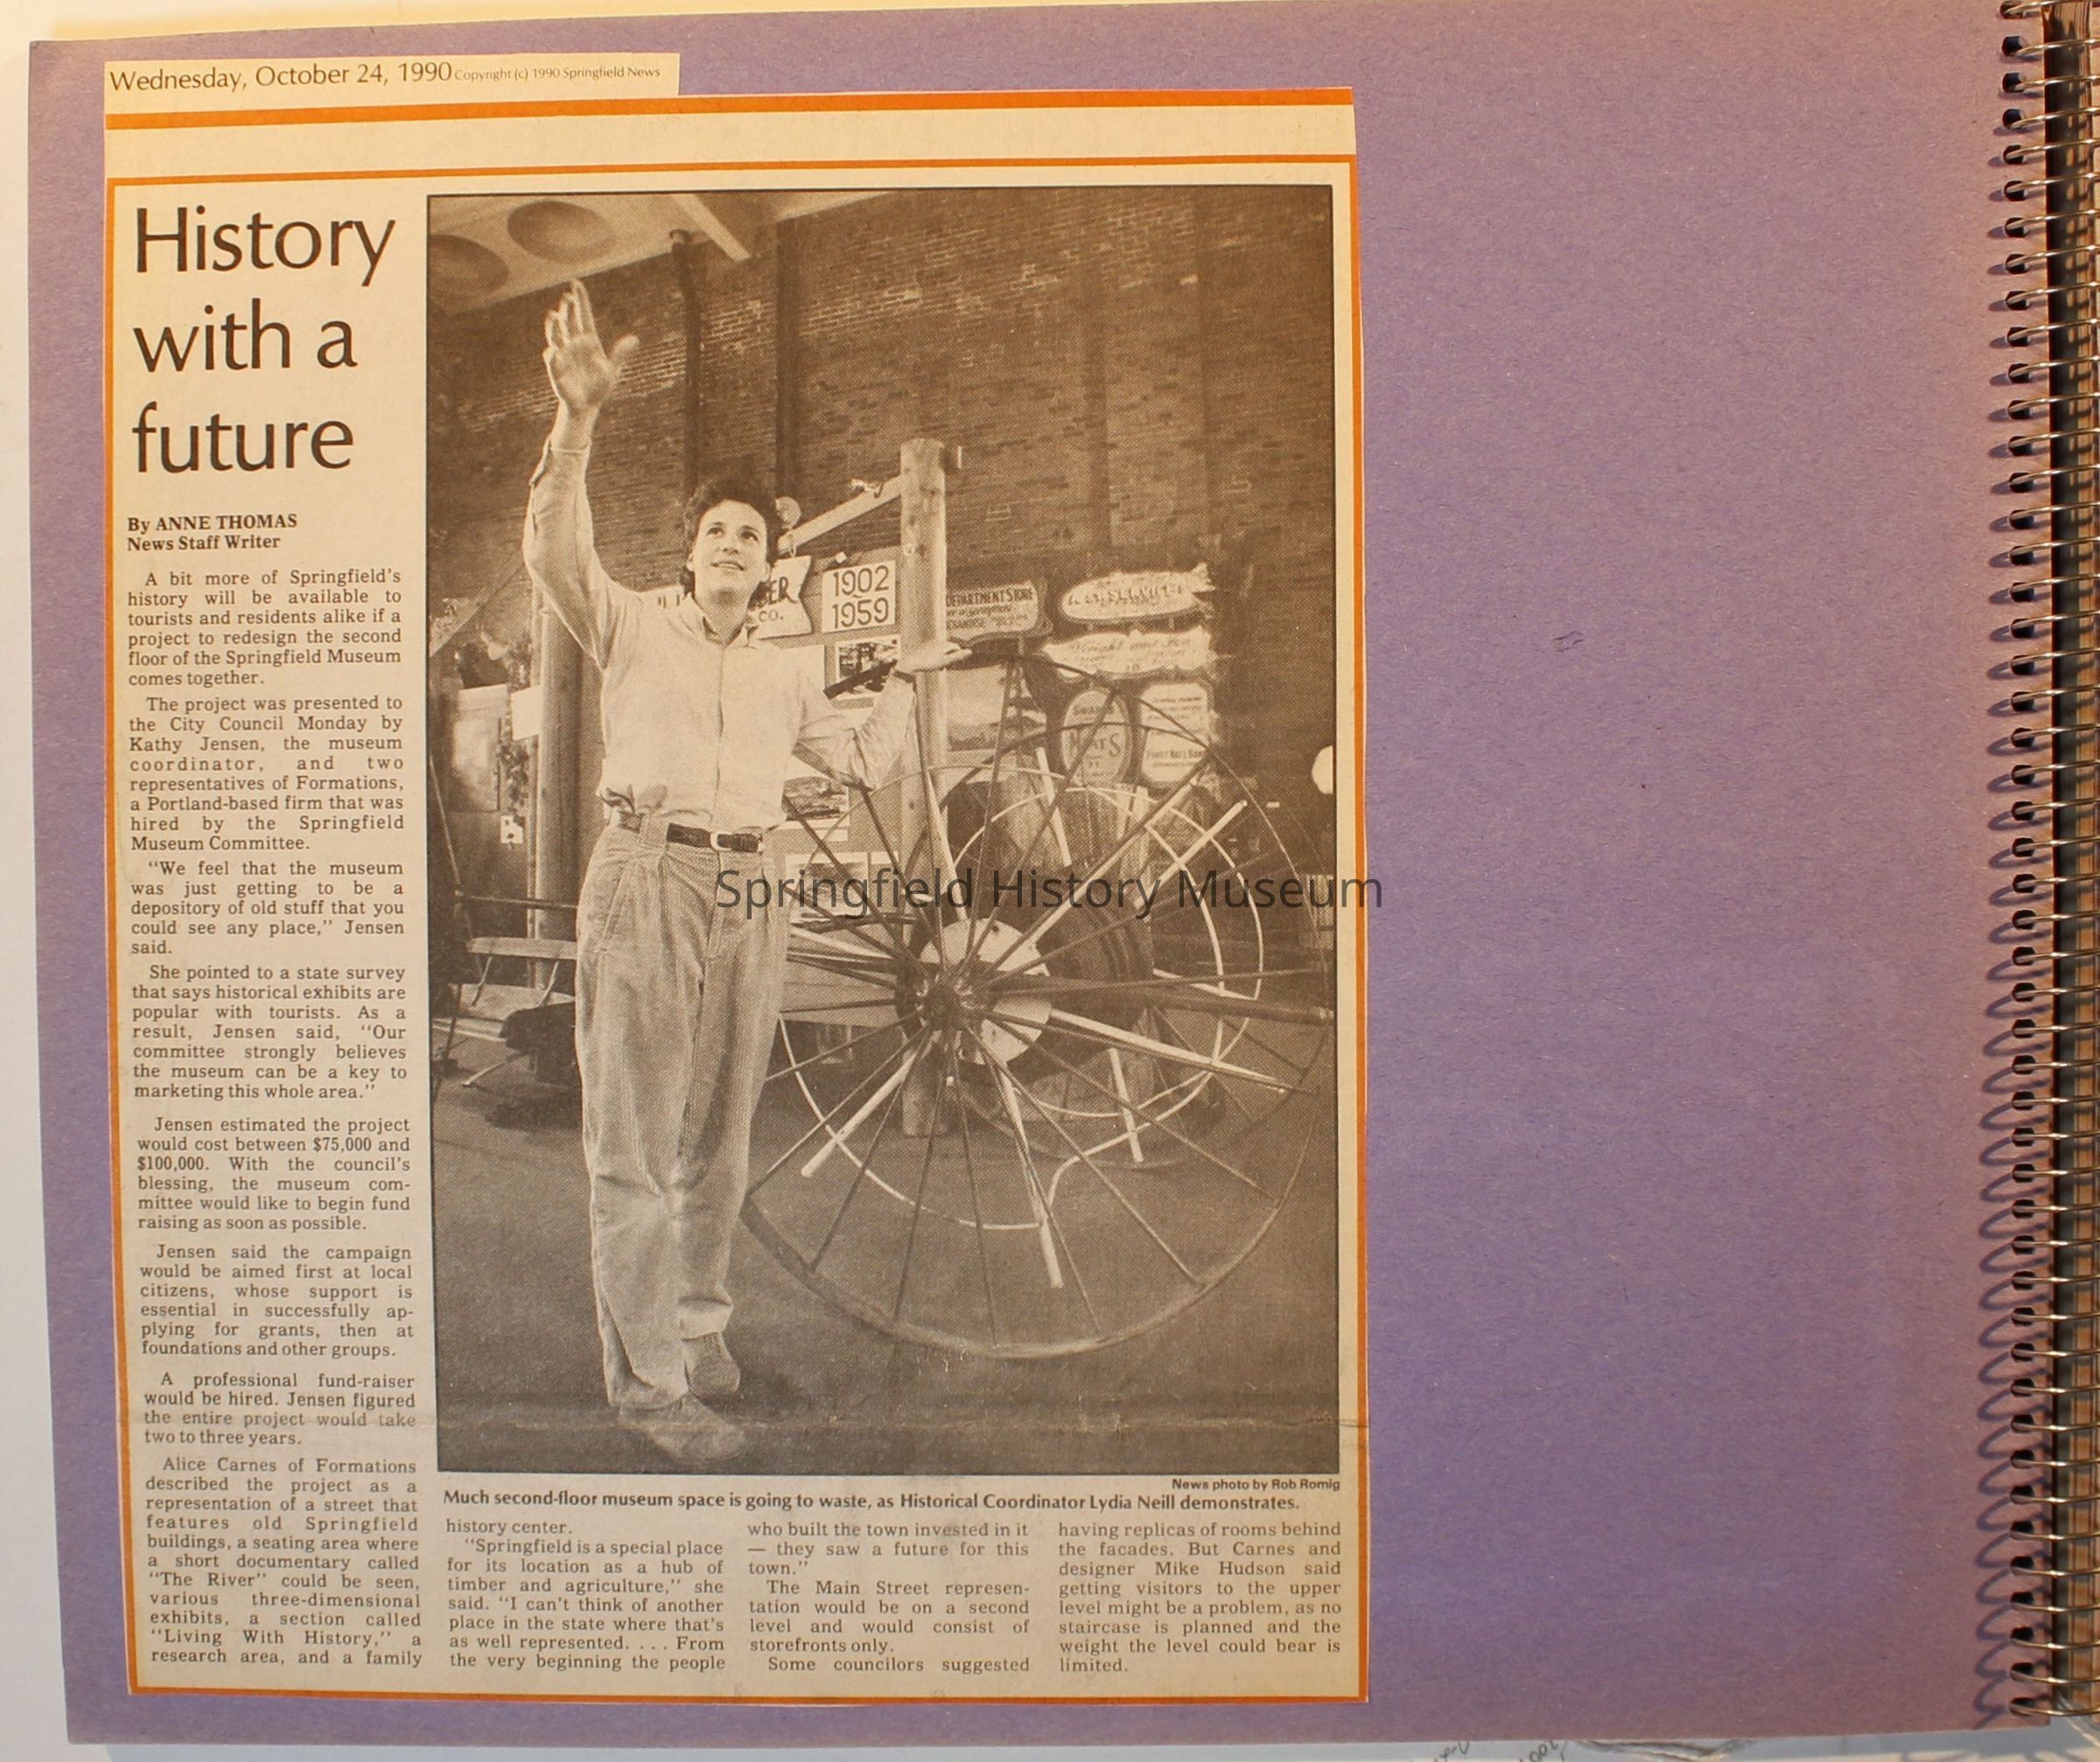 Wednesday, October 24, 1990 Copyright (c) 1990 Springfield News
History
with a
future
By ANNE THOMAS
News Staff Writer
A bit more of Springfield's
history will be available to
tourists and residents alike if a
project to redesign the second
floor of the Springfield Museum
comes together.
The project was presented to
the City Council Monday by
Kathy Jensen, the museum
coordinator, and two
representatives of Formations,
a Portland-based firm that was
hired by the Springfield
Museum Committee.
"We feel that the museum
was just getting to be a
depository of old stuff that you
could see any place," Jensen
said.
She pointed to a state survey
that says historical exhibits are
popular with tourists. As a
result, Jensen said, "Our
committee strongly believes
the museum can be a key to
marketing this whole area."
Jensen estimated the project
would cost between $75,000 and
$100,000. With the council's
blessing, the museum com-
mittee would like to begin fund
raising as soon as possible.
Jensen said the campaign
would be aimed first at local
citizens, whose support is
essential in successfully ap-
plying for grants, then at
foundations and other groups.
A professional fund-raiser
would be hired. Jensen figured
the entire project would take
two to three years.
Alice Carnes of Formations
described the project as a
representation of a street that
features old Springfield
buildings, a seating area where
a short documentary called
"The River" could be seen,
various three-dimensional
exhibits, a section called
"Living With History," a
research area, and a family
BER
CO.
1902
1959
DEPARTMENT STORE
Springfield History Museum
News photo by Rob Romig
Much second-floor museum space is going to waste, as Historical Coordinator Lydia Neill demonstrates.
history center.
"Springfield is a special place
for its location as a hub of
timber and agriculture," she
said. "I can't think of another
place in the state where that's
as well represented. . . . From
the very beginning the people
who built the town invested in it
— they saw a future for this
town."
The Main Street represen-
tation would be on a second
level and would consist of
storefronts only.
Some councilors suggested
having replicas of rooms behind
the facades. But Carnes and
designer Mike Hudson said
getting visitors to the upper
level might be a problem, as no
staircase is planned and the
weight the level could bear is
limited.